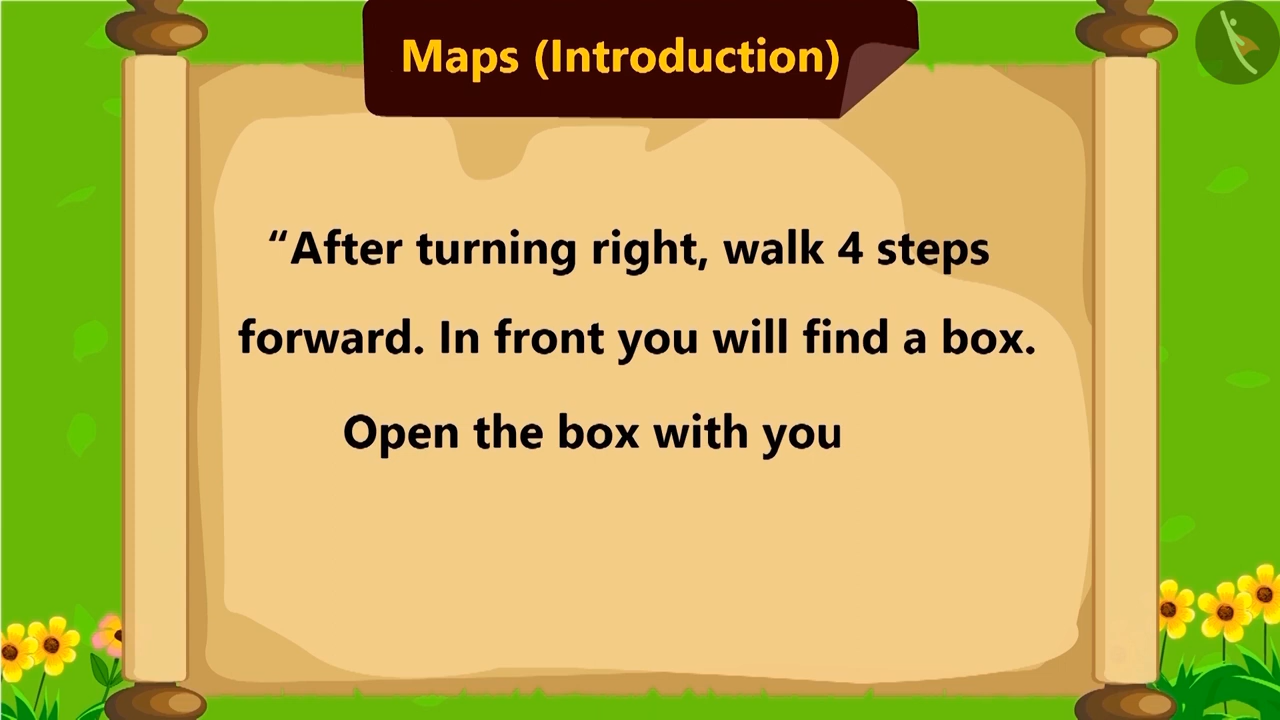 Maps (Introduction)
“After turning right, walk 4 steps
forward. In front you will find a box.
Open the box with you